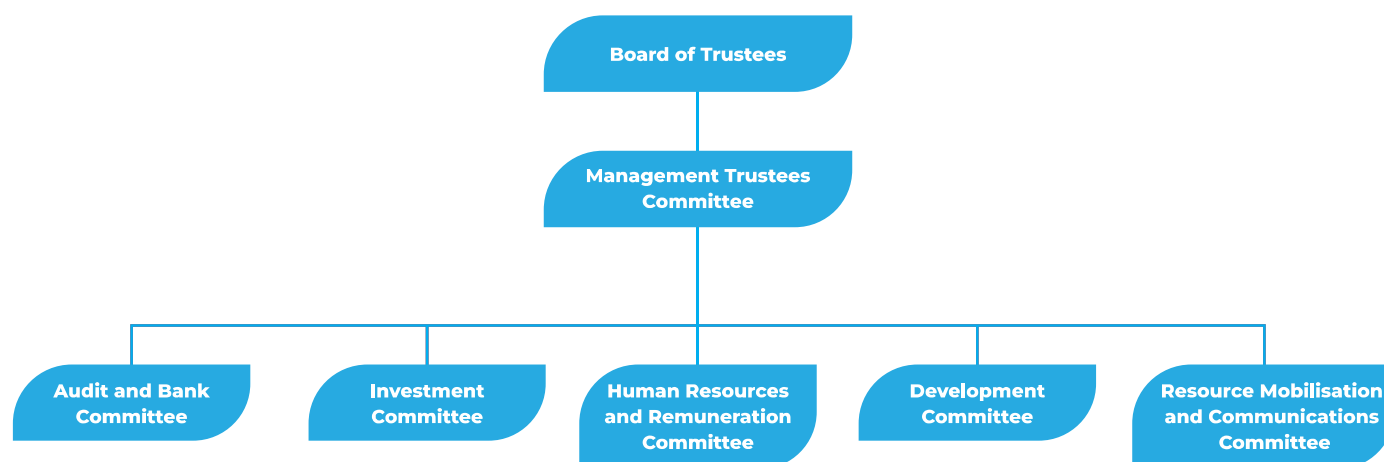 Board of Trustees
Management Trustees
Committee
Audit and Bank
Committee
Investment
Committee
Human Resources
and Remuneration
Committee
Development
Committee
Resource Mobilisation
and Communications
Committee